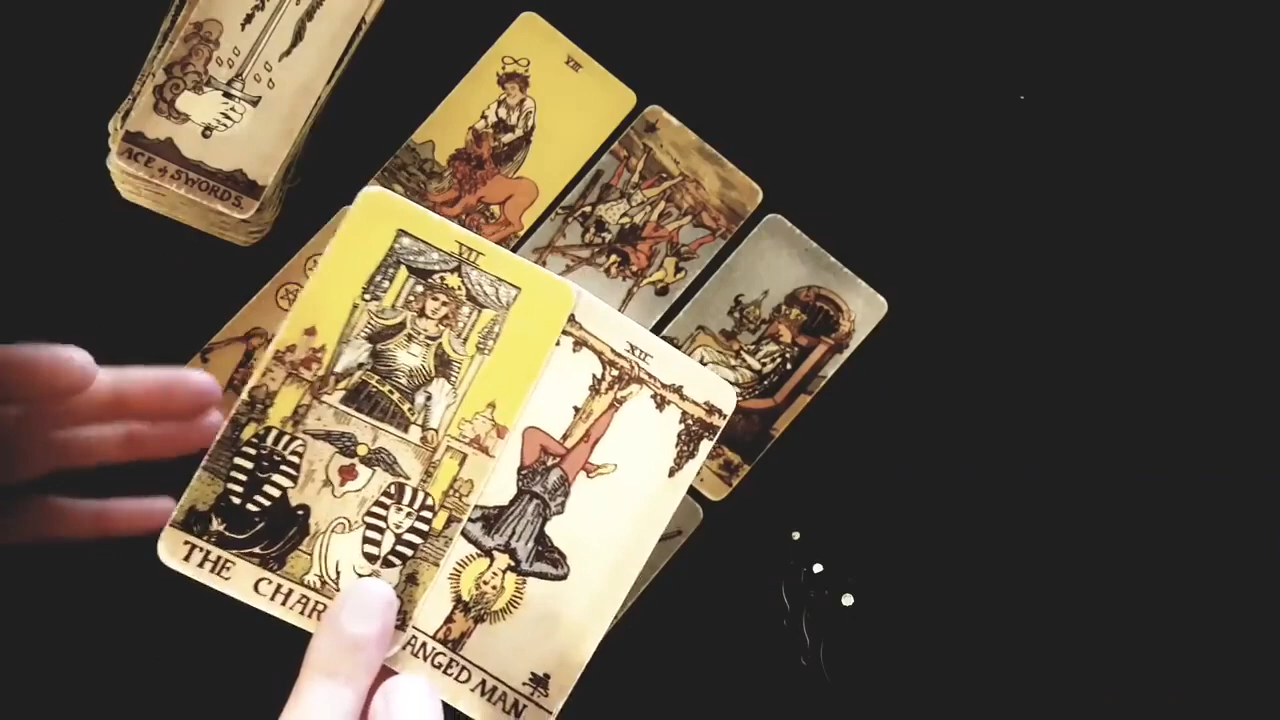 ACE of SWORDS.
VIII
VII
XII
THE CHAR
ANGED MAN